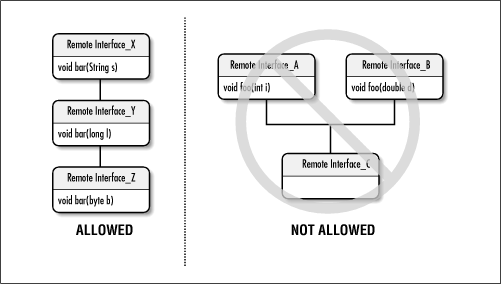 Remote Interface_X
void bar(String s)
Remote Interface_Y
void bar(long l)
Remote Interface_Z
void bar(byte b)
ALLOWED
Remote Interface_A
void foo(int i)
Remote Interface_B
void foo(double d)
Remote Interface_C
NOT ALLOWED